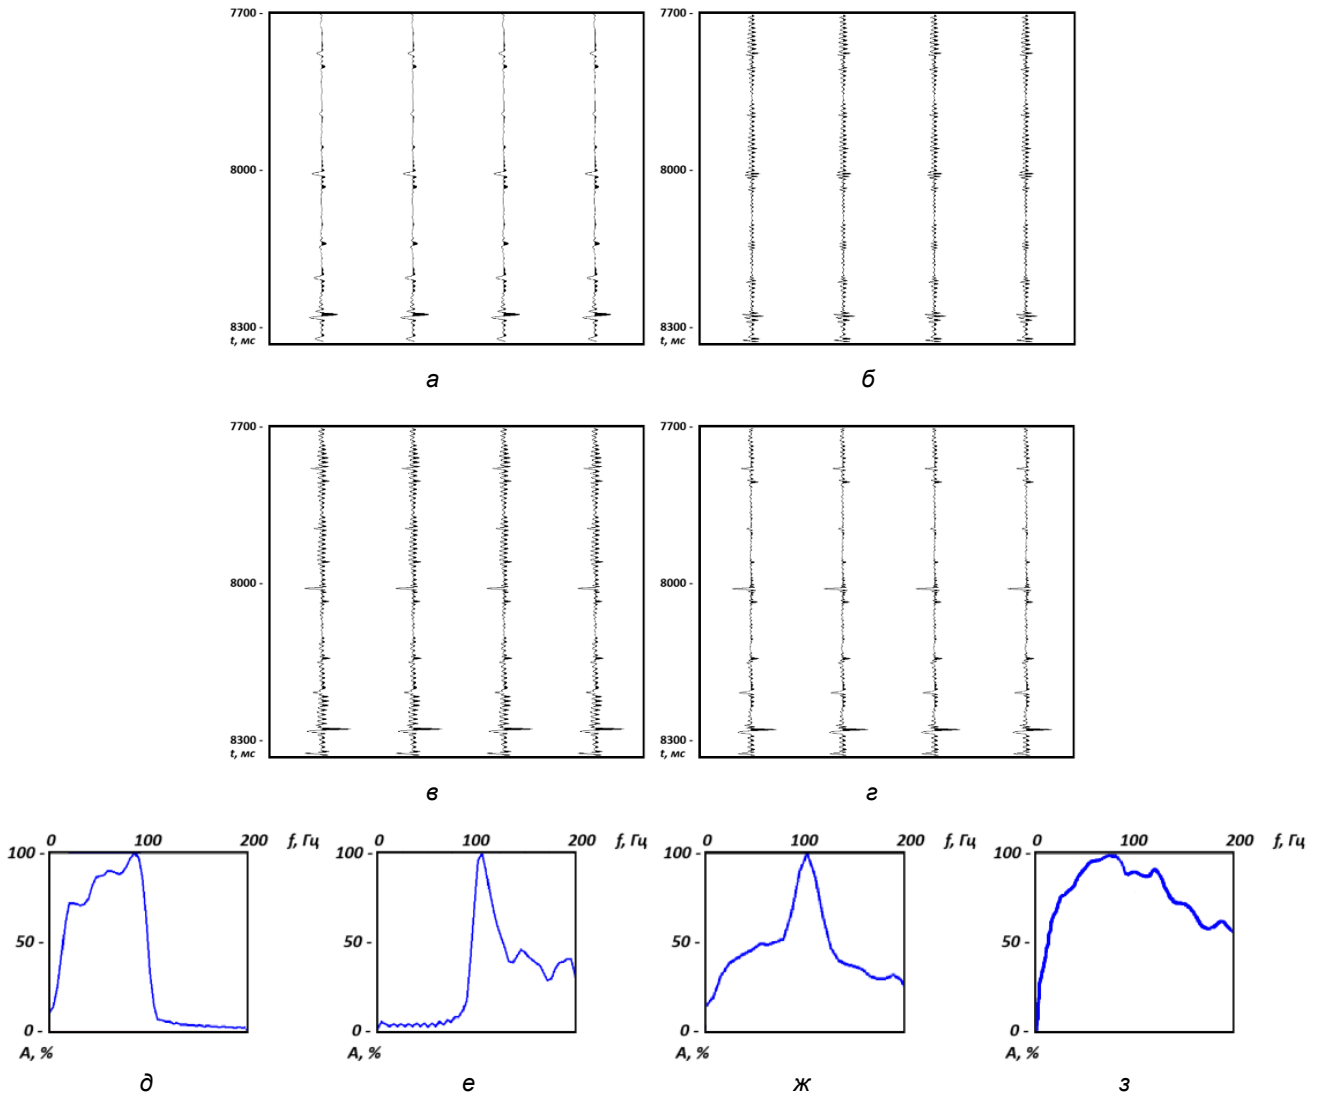 7700 - 7700 -
8000 - 8000 -
8300 - 8300 -
t, мс t, мс
а б
7700 - 7700 -
8000 - 8000 -
8300 - 8300 -
t, мс t, мс
в г
0 100 200 f, Гц 0 100 200 f, Гц 0 100 200 f, Гц 0 100 200 f, Гц
100 - 100 - 100 - 100 -
50 - 50 - 50 - 50 -
0 - 0 - 0 - 0 -
А, % А, % А, % А, %
д е ж з